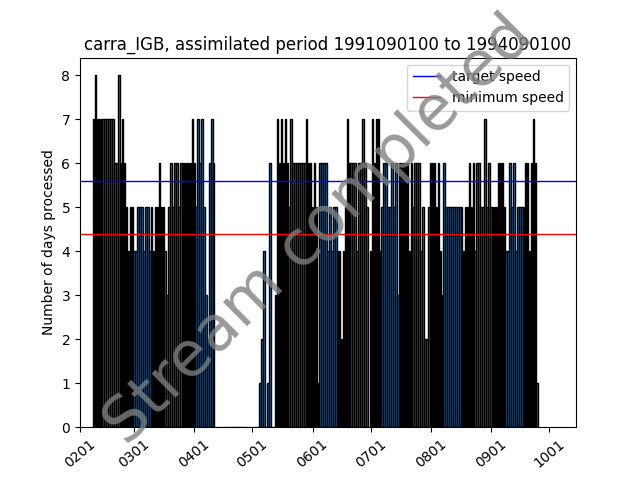 carra_IGB, assimilated period 1991090100 to 1994090100
target speed
minimum speed
Number of days processed
8
7
6
5
4
3
2
1
0
0201 0301 0401 0501 0601 0701 0801 0901 1001
Stream completed